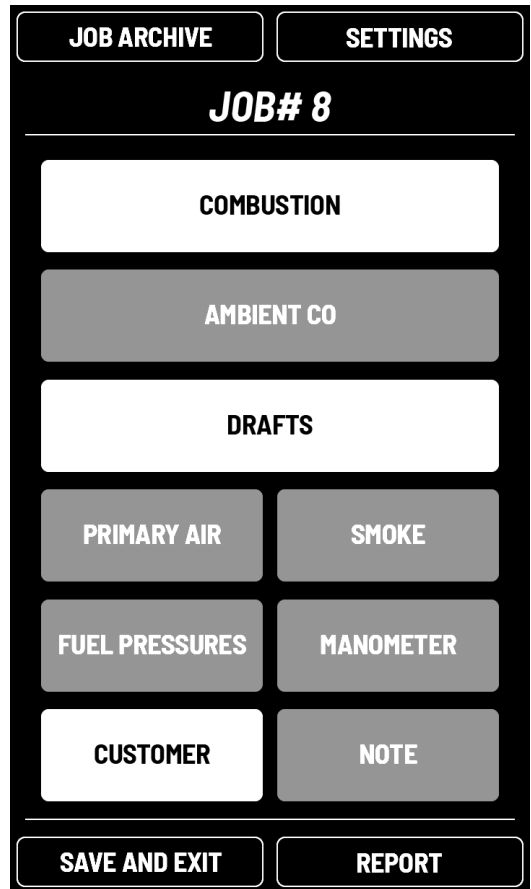 JOB ARCHIVE
SETTINGS
JOB# 8
COMBUSTION
AMBIENT CO
DRAFTS
PRIMARY AIR
SMOKE
FUEL PRESSURES
MANOMETER
CUSTOMER
NOTE
SAVE AND EXIT
REPORT